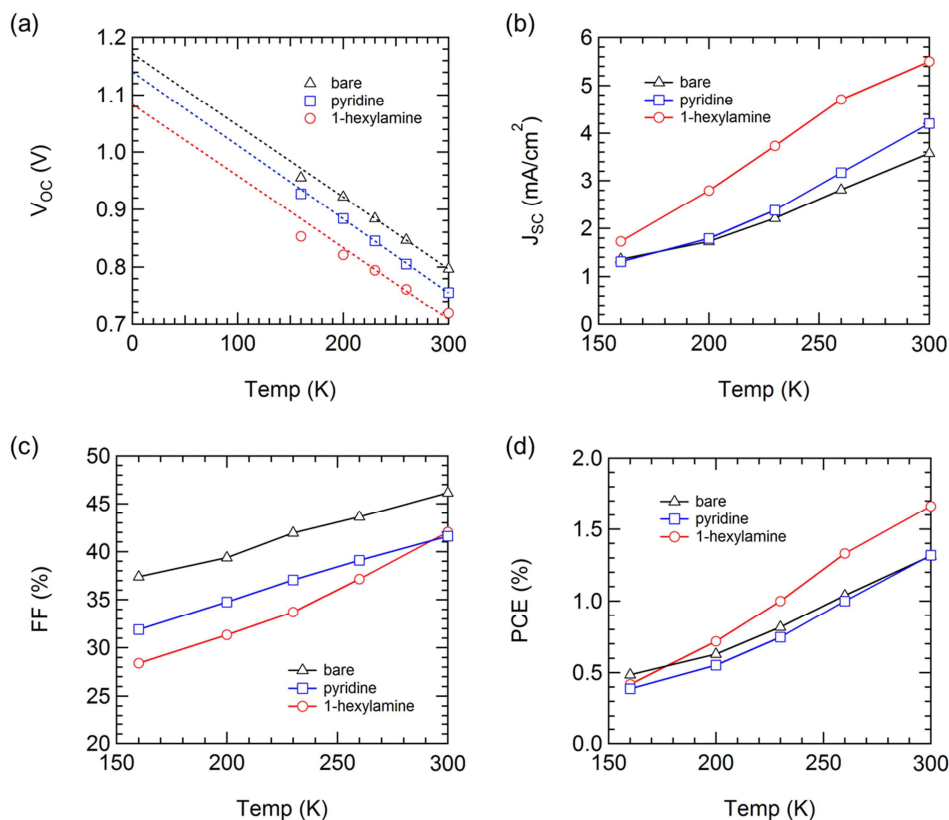 (a)
1.2
1.1
1.0
0.9
0.8
0.7
V_OC (V)
bare
pyridine
1-hexylamine
0
100
200
300
Temp (K)
(b)
6
5
4
3
2
1
0
J_SC (mA/cm²)
bare
pyridine
1-hexylamine
150
200
250
300
Temp (K)
(c)
50
45
40
35
30
25
20
FF (%)
bare
pyridine
1-hexylamine
150
200
250
300
Temp (K)
(d)
2.0
1.5
1.0
0.5
0.0
PCE (%)
bare
pyridine
1-hexylamine
150
200
250
300
Temp (K)